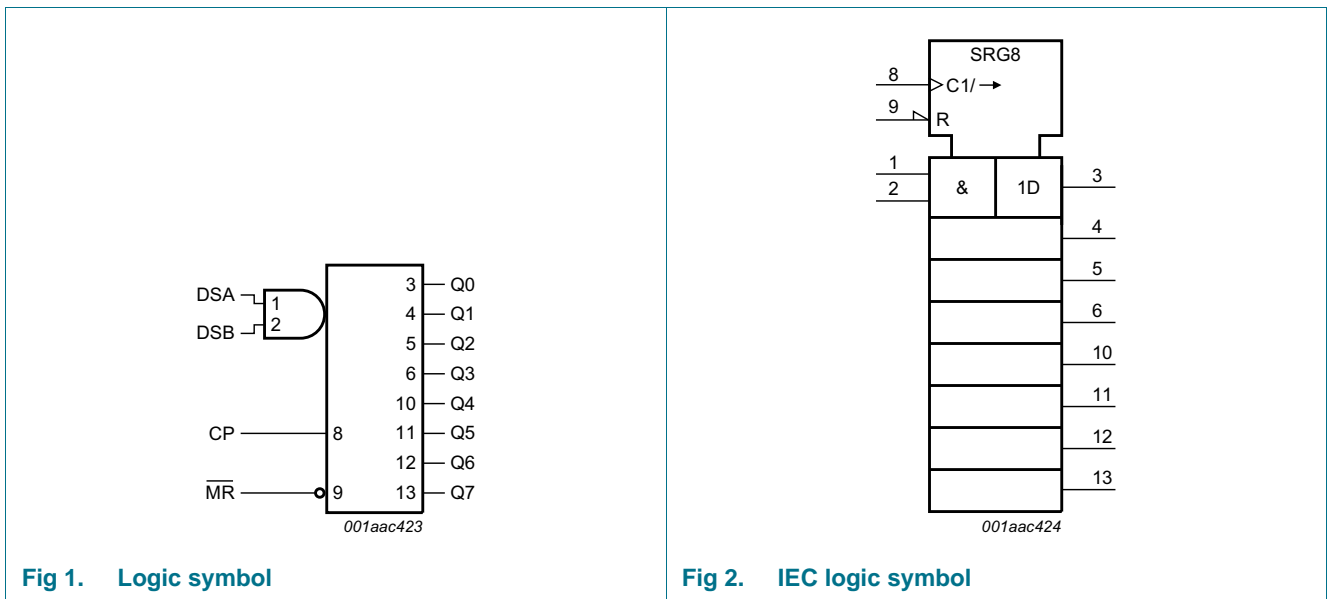 DSA
DSB
1
2
CP
8
MR
9
3 Q0
4 Q1
5 Q2
6 Q3
10 Q4
11 Q5
12 Q6
13 Q7
001aac423
Fig 1. Logic symbol
SRG8
8
C1/→
9
R
1
2
&
1D
3
4
5
6
10
11
12
13
001aac424
Fig 2. IEC logic symbol